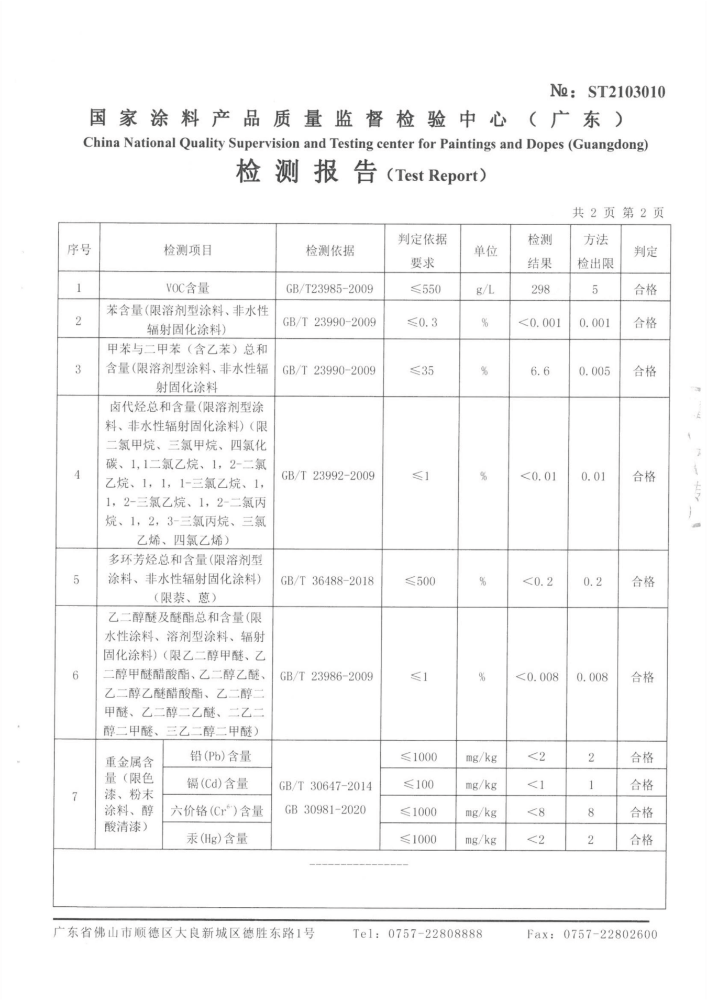 №：ST2103010
国家涂料产品质量监督检验中心（广东）
China National Quality Supervision and Testing center for Paintings and Dopes (Guangdong)
检测报告（Test Report）
共 2 页 第 2 页
序号 检测项目 检测依据 判定依据要求 单位 检测结果 方法检出限 判定
1 VOC含量 GB/T23985-2009 ≤550 g/L 298 5 合格
苯含量(限溶剂型涂料、非水性
辐射固化涂料)
2 GB/T 23990-2009 ≤0.3 % <0.001 0.001 合格
甲苯与二甲苯（含乙苯）总和
含量(限溶剂型涂料、非水性辐
射固化涂料
3 GB/T 23990-2009 ≤35 % 6.6 0.005 合格
卤代烃总和含量(限溶剂型涂
料、非水性辐射固化涂料)（限
二氯甲烷、三氯甲烷、四氯化
碳、1,1二氯乙烷、1，2-二氯
乙烷、1，1，1-三氯乙烷、1，
1，2-三氯乙烷、1，2-二氯丙
烷、1，2，3-三氯丙烷、三氯
乙烯、四氯乙烯）
4 GB/T 23992-2009 ≤1 % <0.01 0.01 合格
多环芳烃总和含量(限溶剂型
涂料、非水性辐射固化涂料)
（限萘、蒽）
5 GB/T 36488-2018 ≤500 % <0.2 0.2 合格
乙二醇醚及醚酯总和含量(限
水性涂料、溶剂型涂料、辐射
固化涂料)（限乙二醇甲醚、乙
二醇甲醚醋酸酯、乙二醇乙醚、
乙二醇乙醚醋酸酯、乙二醇二
甲醚、乙二醇二乙醚、二乙二
醇二甲醚、三乙二醇二甲醚）
6 GB/T 23986-2009 ≤1 % <0.008 0.008 合格
7
重金属含
量（限色
漆、粉末
涂料、醇
酸清漆）
GB/T 30647-2014
GB 30981-2020
铅(Pb)含量 ≤1000 mg/kg <2 2 合格
镉(Cd)含量 ≤100 mg/kg <1 1 合格
六价铬(Cr⁶⁺)含量 ≤1000 mg/kg <8 8 合格
汞(Hg)含量 ≤1000 mg/kg <2 2 合格
----------------
广东省佛山市顺德区大良新城区德胜东路1号 Tel: 0757-22808888 Fax: 0757-22802600